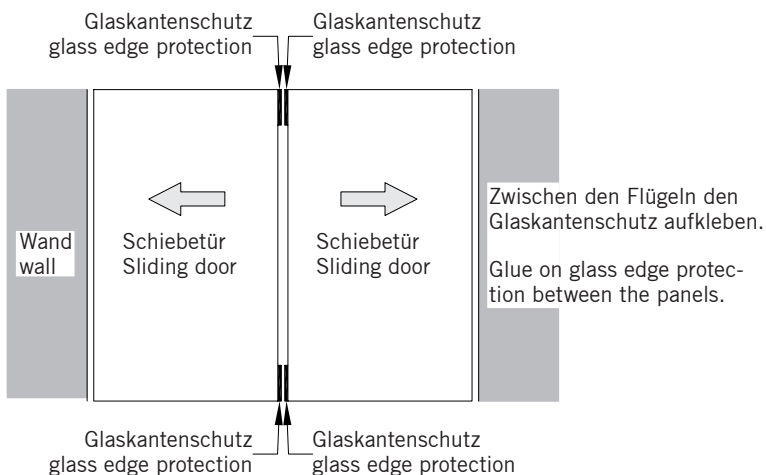 Glaskantenschutz
glass edge protection
Glaskantenschutz
glass edge protection
Wand
wall
Schiebetür
Sliding door
Schiebetür
Sliding door
Zwischen den Flügeln den
Glaskantenschutz aufkleben.
Glue on glass edge protec-
tion between the panels.
Glaskantenschutz
glass edge protection
Glaskantenschutz
glass edge protection